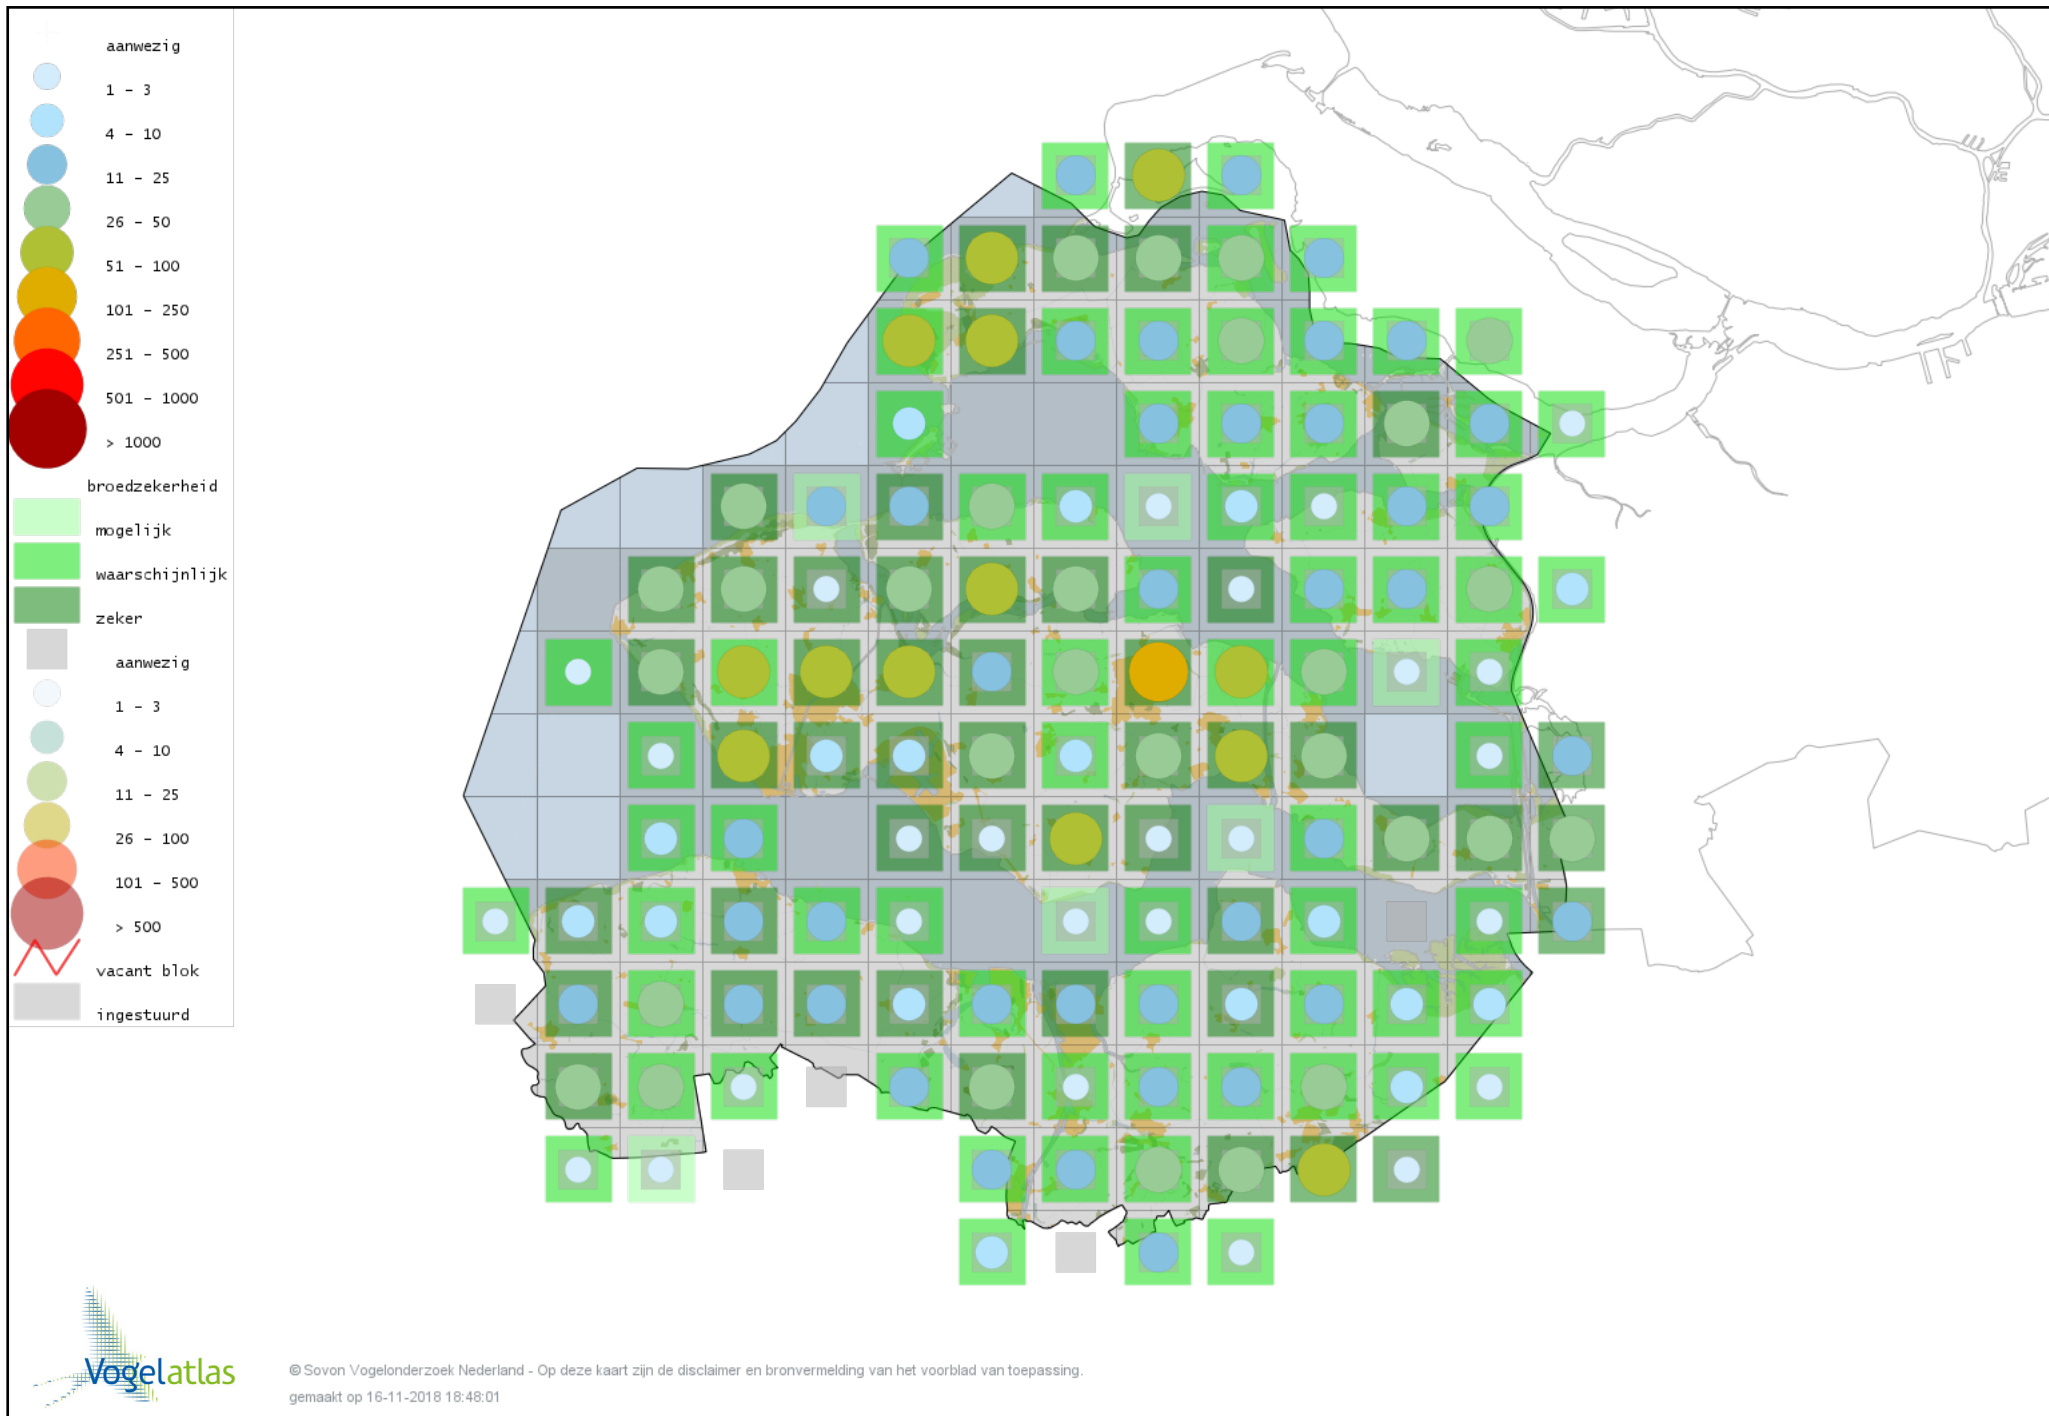 aanwezig
1 - 3
4 - 10
11 - 25
26 - 50
51 - 100
101 - 250
251 - 500
501 - 1000
> 1000
broedzekerheid
mogelijk
waarschijnlijk
zeker
aanwezig
1 - 3
4 - 10
11 - 25
26 - 100
101 - 500
> 500
vacant blok
ingestuurd
Vogelatlas
© Sovon Vogelonderzoek Nederland - Op deze kaart zijn de disclaimer en bronvermelding van het voorblad van toepassing.
gemaakt op 16-11-2018 18:48:01